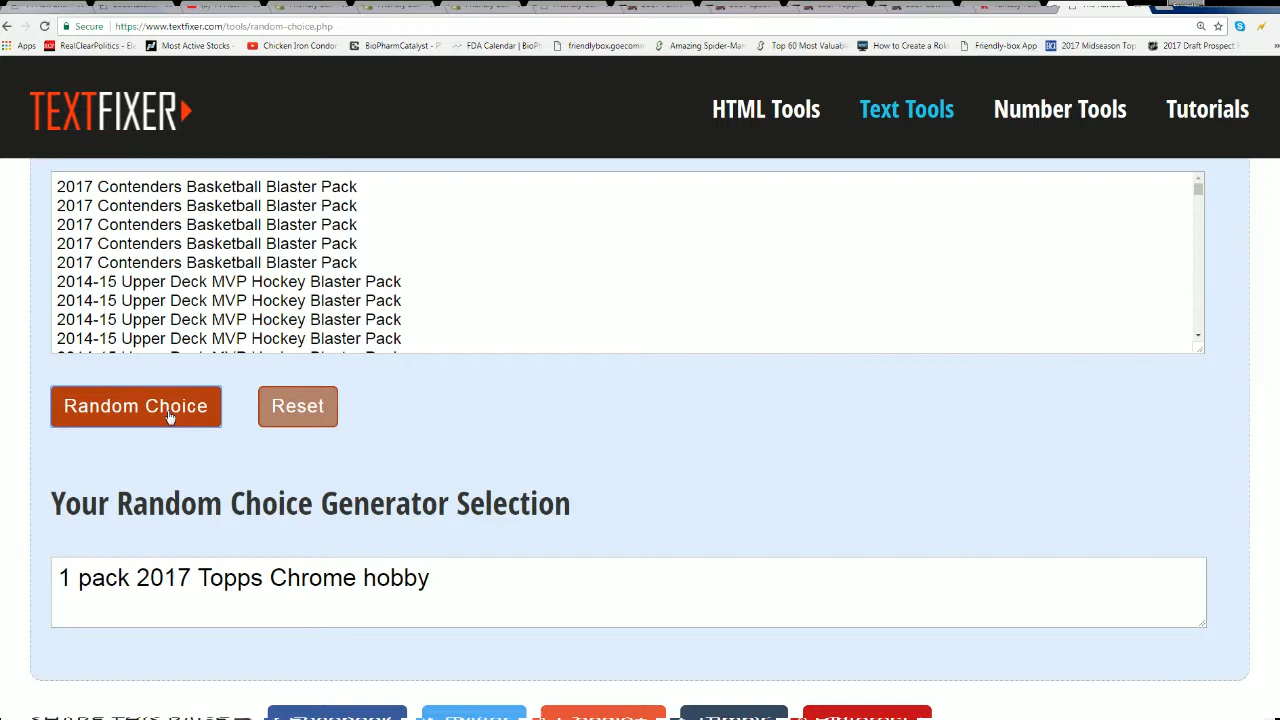 Secure https://www.textfixer.com/tools/random-choice.php
Apps RealClearPolitics - Ele Most Active Stocks - Chicken Iron Condor BioPharmCatalyst - P FDA Calendar | BioP friendlybox.goecomm Amazing Spider-Man Top 60 Most Valuabl How to Create a Rok Friendly-box App 2017 Midseason Top 2017 Draft Prospect
TEXTFIXER HTML Tools Text Tools Number Tools Tutorials
2017 Contenders Basketball Blaster Pack
2017 Contenders Basketball Blaster Pack
2017 Contenders Basketball Blaster Pack
2017 Contenders Basketball Blaster Pack
2017 Contenders Basketball Blaster Pack
2014-15 Upper Deck MVP Hockey Blaster Pack
2014-15 Upper Deck MVP Hockey Blaster Pack
2014-15 Upper Deck MVP Hockey Blaster Pack
2014-15 Upper Deck MVP Hockey Blaster Pack
Random Choice Reset
Your Random Choice Generator Selection
1 pack 2017 Topps Chrome hobby